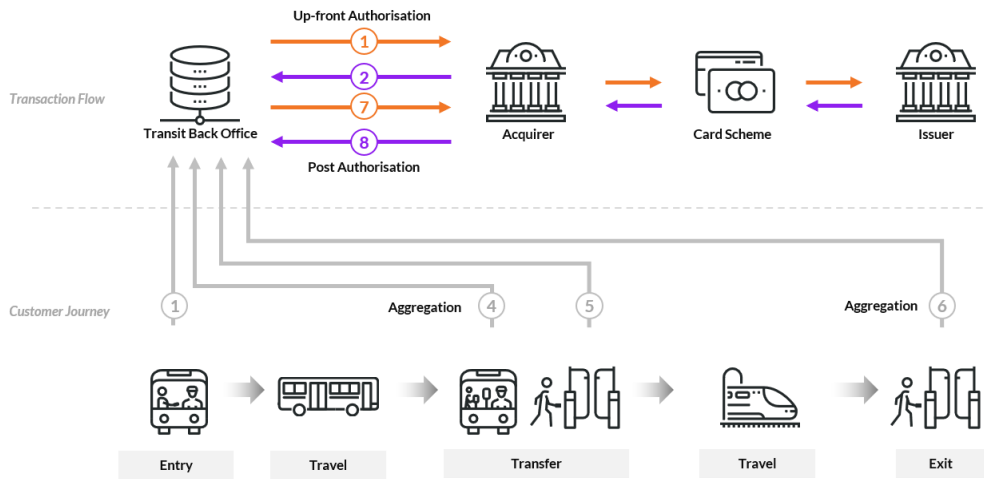 Up-front Authorisation
1
2
Transaction Flow
7
Transit Back Office
Acquirer
Card Scheme
Issuer
8
Post Authorisation
Customer Journey
1
Aggregation
4
5
Aggregation
6
Entry
Travel
Transfer
Travel
Exit